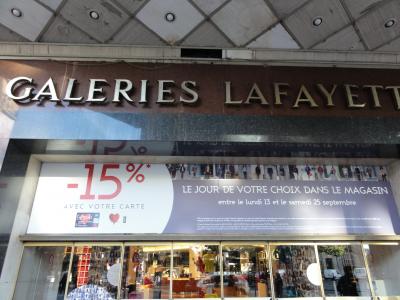 GALERIES LAFAYETT
-15%*
AVEC VOTRE CARTE
LE JOUR DE VOTRE CHOIX DANS LE MAGASIN
entre le lundi 13 et le samedi 25 septembre